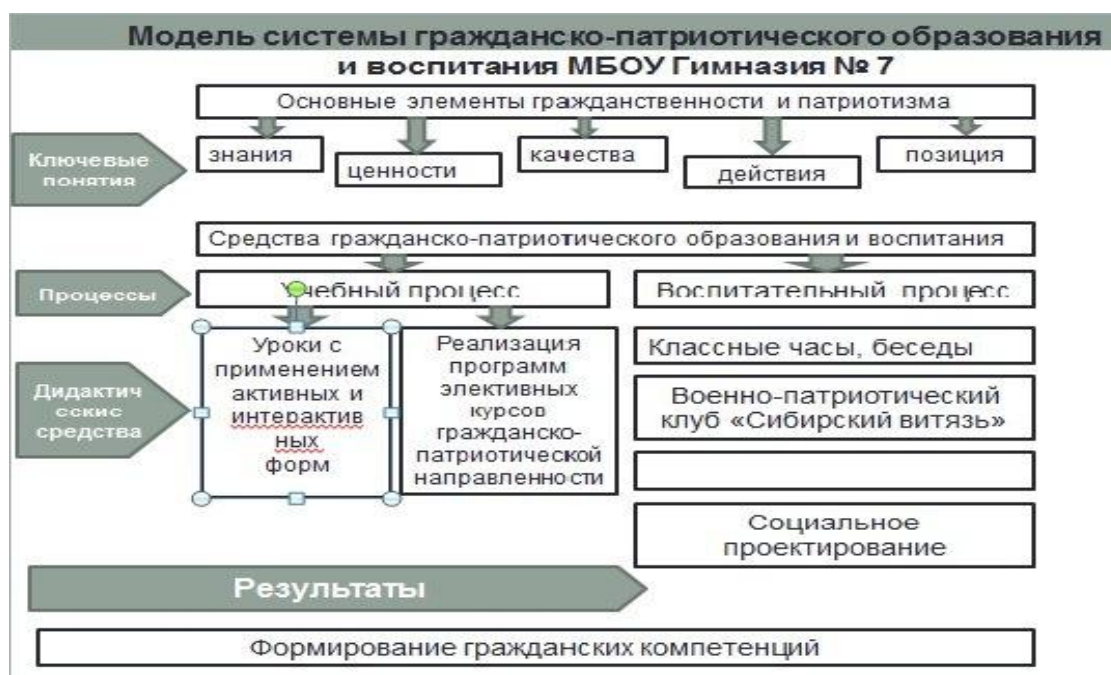 Модель системы гражданско-патриотического образования
и воспитания МБОУ Гимназия № 7
Основные элементы гражданственности и патриотизма
Ключевые
понятия
знания
ценности
качества
действия
позиция
Средства гражданско-патриотического образования и воспитания
Процессы
Учебный процесс
Воспитательный процесс
Дидактич
еские
средства
Уроки с
применением
активных и
интерактив
ных
форм
Реализация
программ
элективных
курсов
гражданско-
патриотической
направленности
Классные часы, беседы
Военно-патриотический
клуб «Сибирский витязь»
Социальное
проектирование
Результаты
Формирование гражданских компетенций